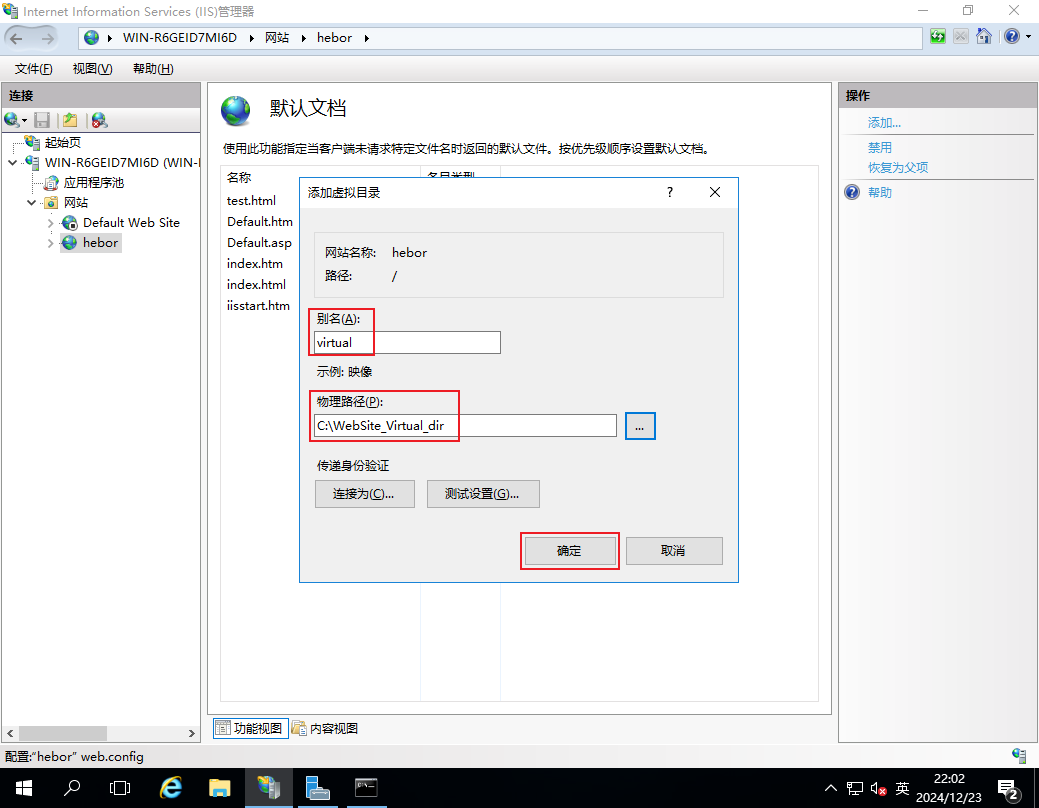 Internet Information Services (IIS)管理器
WIN-R6GEID7MI6D
网站
hebor
文件(F)
视图(V)
帮助(H)
连接
起始页
WIN-R6GEID7MI6D (WIN-I
应用程序池
网站
Default Web Site
hebor
默认文档
使用此功能指定当客户端未请求特定文件名时返回的默认文件。按优先级顺序设置默认文档。
名称
条目类型
test.html
Default.htm
Default.asp
index.htm
index.html
iisstart.htm
添加虚拟目录
?
网站名称:
hebor
路径:
/
别名(A):
virtual
示例: 映像
物理路径(P):
C:\WebSite_Virtual_dir
...
传递身份验证
连接为(C)...
测试设置(G)...
确定
取消
功能视图
内容视图
操作
添加...
禁用
恢复为父项
帮助
配置:“hebor” web.config
英
22:02
2024/12/23
2